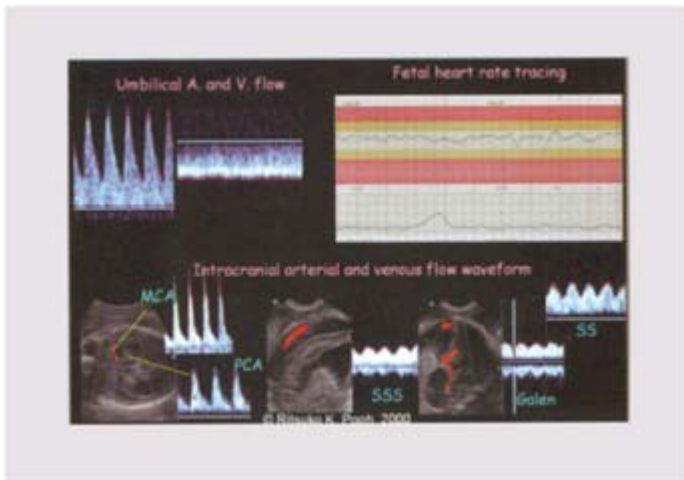 Umbilical A. and V. flow
Fetal heart rate tracing
Intracranial arterial and venous flow waveform
MCA
PCA
SSS
SS
Galen
© Ritsuko K. Pooh, 2000